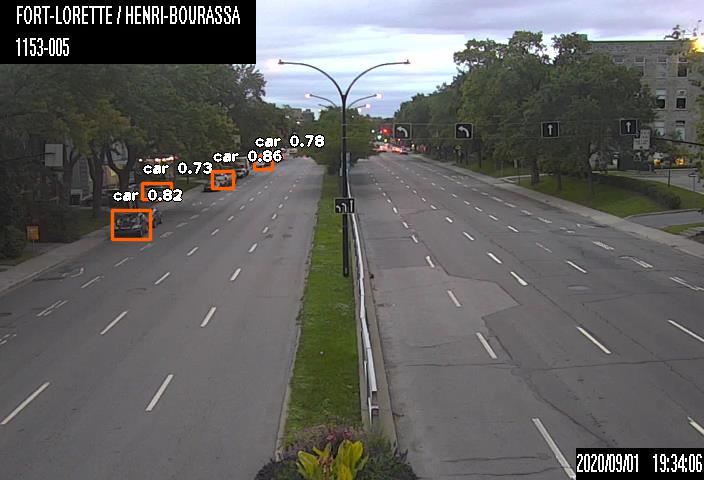 FORT-LORETTE / HENRI-BOURASSA
1153-005
car 0.78
car 0.86
car 0.73
car 0.82
2020/09/01 19:34:06